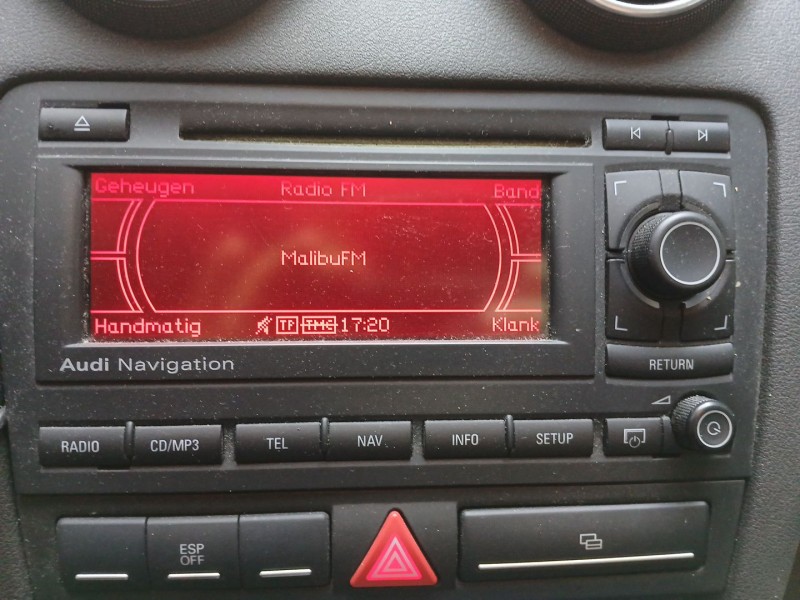 Geheugen Radio FM Band
MalibuFM
Handmatig TP TMC 17:20 Klank
Audi Navigation
RETURN
RADIO CD/MP3 TEL NAV INFO SETUP
ESP
OFF